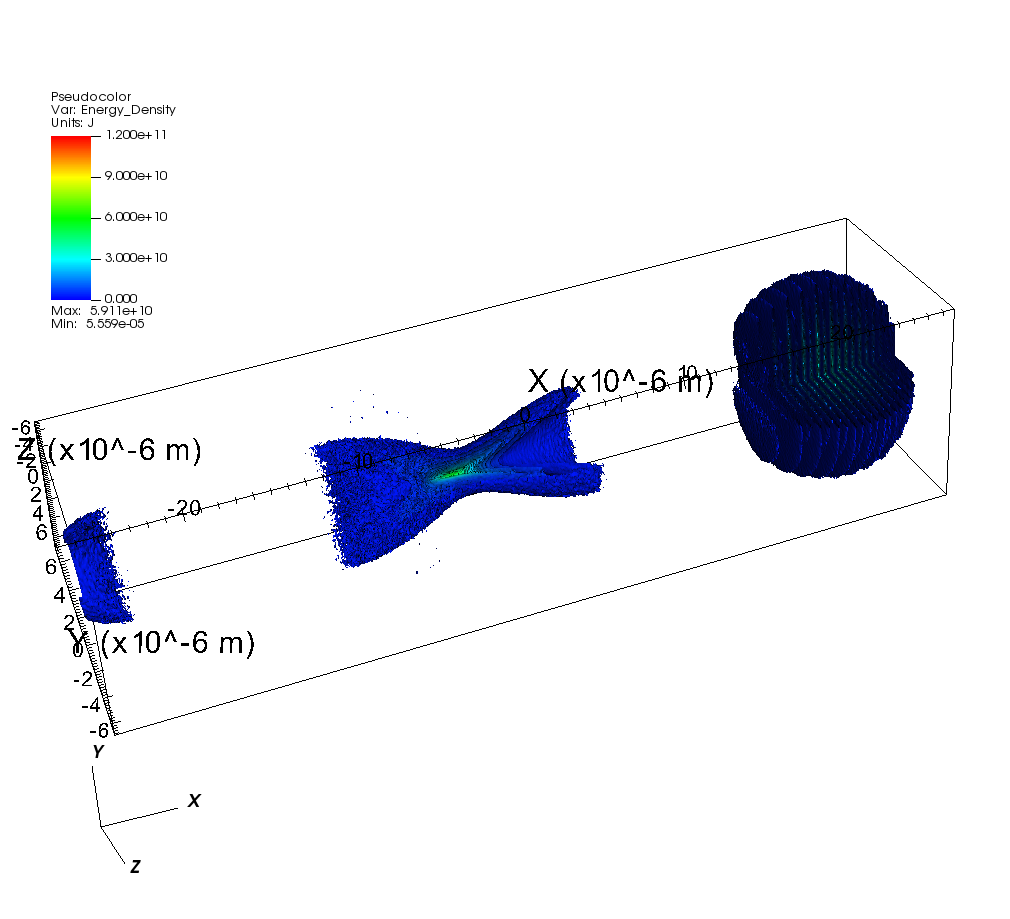 Pseudocolor
Var: Energy_Density
Units: J
1.200e+11
9.000e+10
6.000e+10
3.000e+10
0.000
Max: 5.911e+10
Min: 5.559e-05
20
10
X (x10^-6 m)
0
-10
-20
-6
-4
Z (x10^-6 m)
-2
0
2
4
6
6
4
2
Y (x10^-6 m)
0
-2
-4
-6
Y
X
Z